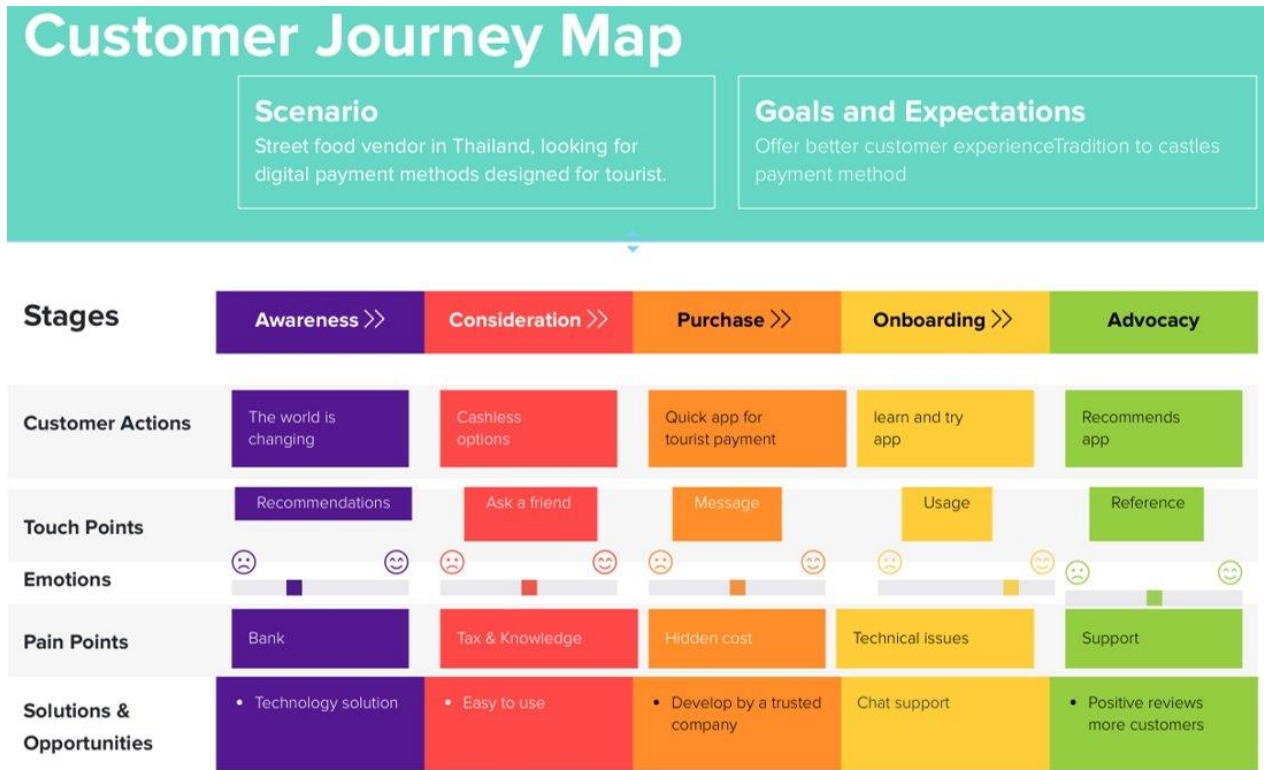 Customer Journey Map
Scenario
Street food vendor in Thailand, looking for
digital payment methods designed for tourist.
Goals and Expectations
Offer better customer experienceTradition to castles
payment method
Stages
Awareness >>
Consideration >>
Purchase >>
Onboarding >>
Advocacy
Customer Actions
The world is
changing
Cashless
options
Quick app for
tourist payment
learn and try
app
Recommends
app
Touch Points
Recommendations
Ask a friend
Message
Usage
Reference
Emotions
Pain Points
Bank
Tax & Knowledge
Hidden cost
Technical issues
Support
Solutions &
Opportunities
• Technology solution
• Easy to use
• Develop by a trusted
company
Chat support
• Positive reviews
more customers